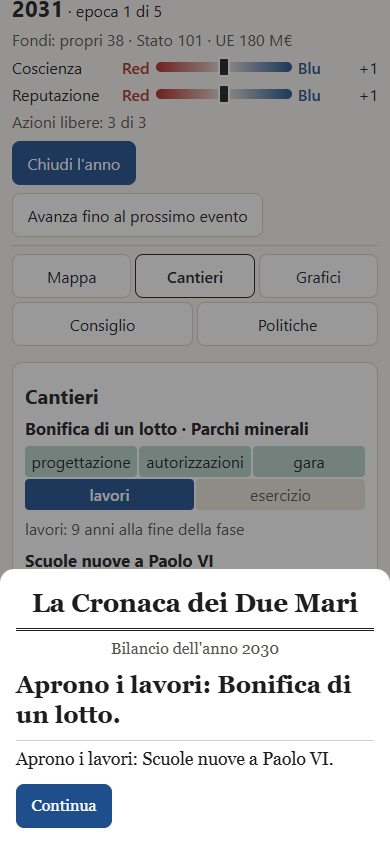 2031 · epoca 1 di 5
Fondi: propri 38 · Stato 101 · UE 180 M€
Coscienza Red Blu +1
Reputazione Red Blu +1
Azioni libere: 3 di 3
Chiudi l'anno
Avanza fino al prossimo evento
Mappa Cantieri Grafici
Consiglio Politiche
Cantieri
Bonifica di un lotto · Parchi minerali
progettazione autorizzazioni gara
lavori esercizio
lavori: 9 anni alla fine della fase
Scuole nuove a Paolo VI
La Cronaca dei Due Mari
Bilancio dell'anno 2030
Aprono i lavori: Bonifica di
un lotto.
Aprono i lavori: Scuole nuove a Paolo VI.
Continua